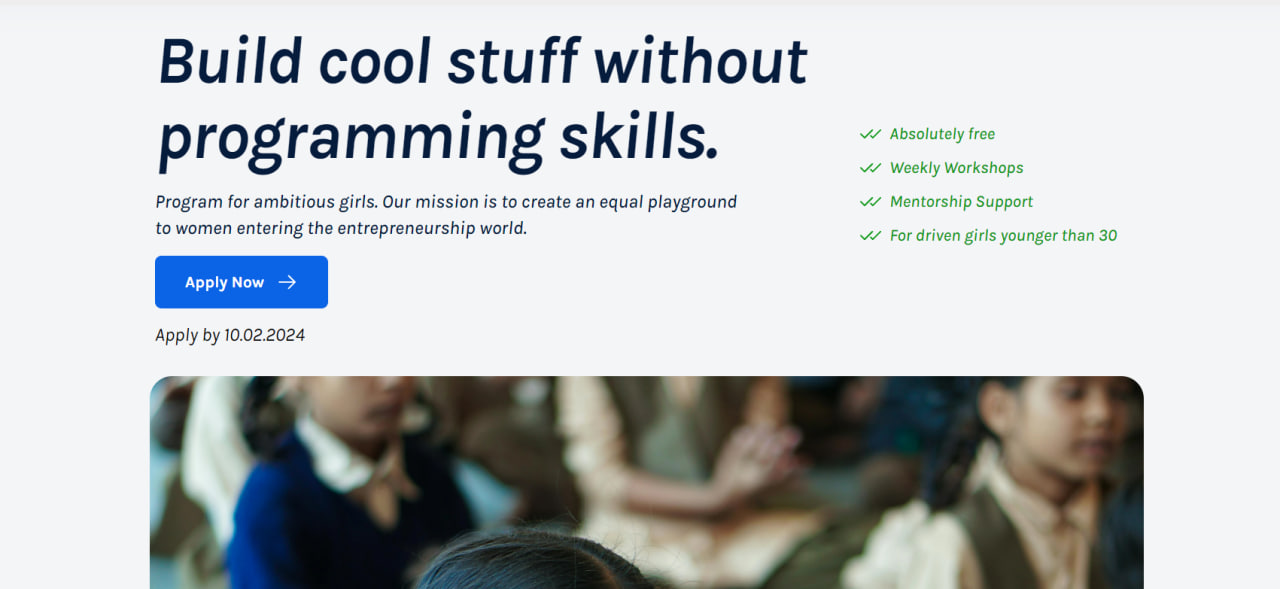 Build cool stuff without
programming skills.
Program for ambitious girls. Our mission is to create an equal playground
to women entering the entrepreneurship world.
Apply Now
Apply by 10.02.2024
Absolutely free
Weekly Workshops
Mentorship Support
For driven girls younger than 30